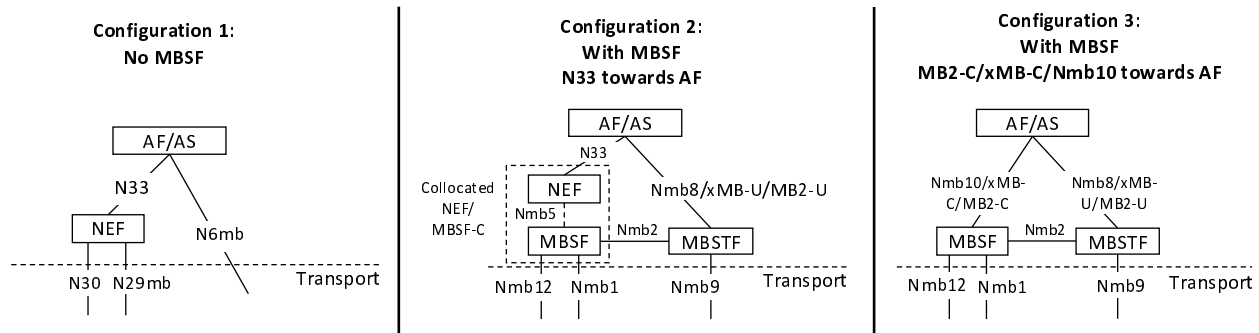 Configuration 1:
No MBSF
AF/AS
N33
NEF
N6mb
Transport
N30
N29mb
Configuration 2:
With MBSF
N33 towards AF
AF/AS
N33
Collocated
NEF/
MBSF-C
NEF
Nmb5
Nmb8/xMB-U/MB2-U
MBSF
Nmb2
MBSTF
Transport
Nmb12
Nmb1
Nmb9
Configuration 3:
With MBSF
MB2-C/xMB-C/Nmb10 towards AF
AF/AS
Nmb10/xMB-
C/MB2-C
Nmb8/xMB-
U/MB2-U
MBSF
Nmb2
MBSTF
Transport
Nmb12
Nmb1
Nmb9